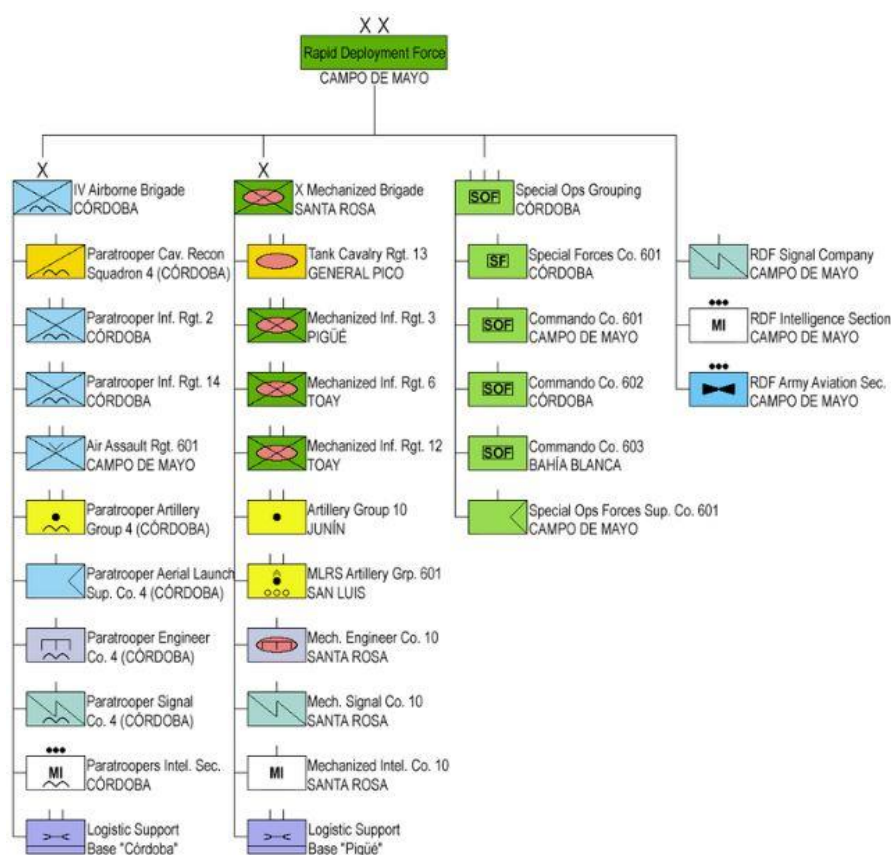 X X
Rapid Deployment Force
CAMPO DE MAYO
X
IV Airborne Brigade
CÓRDOBA
Paratrooper Cav. Recon
Squadron 4 (CÓRDOBA)
Paratrooper Inf. Rgt. 2
CÓRDOBA
Paratrooper Inf. Rgt. 14
CÓRDOBA
Air Assault Rgt. 601
CAMPO DE MAYO
Paratrooper Artillery
Group 4 (CÓRDOBA)
Paratrooper Aerial Launch
Sup. Co. 4 (CÓRDOBA)
Paratrooper Engineer
Co. 4 (CÓRDOBA)
Paratrooper Signal
Co. 4 (CÓRDOBA)
MI
Paratroopers Intel. Sec.
CÓRDOBA
Logistic Support
Base "Córdoba"
X
X Mechanized Brigade
SANTA ROSA
Tank Cavalry Rgt. 13
GENERAL PICO
Mechanized Inf. Rgt. 3
PIGÜÉ
Mechanized Inf. Rgt. 6
TOAY
Mechanized Inf. Rgt. 12
TOAY
Artillery Group 10
JUNÍN
MLRS Artillery Grp. 601
SAN LUIS
Mech. Engineer Co. 10
SANTA ROSA
Mech. Signal Co. 10
SANTA ROSA
MI
Mechanized Intel. Co. 10
SANTA ROSA
Logistic Support
Base "Pigüé"
SOF
Special Ops Grouping
CÓRDOBA
SF
Special Forces Co. 601
CÓRDOBA
SOF
Commando Co. 601
CAMPO DE MAYO
SOF
Commando Co. 602
CÓRDOBA
SOF
Commando Co. 603
BAHÍA BLANCA
Special Ops Forces Sup. Co. 601
CAMPO DE MAYO
RDF Signal Company
CAMPO DE MAYO
MI
RDF Intelligence Section
CAMPO DE MAYO
RDF Army Aviation Sec.
CAMPO DE MAYO